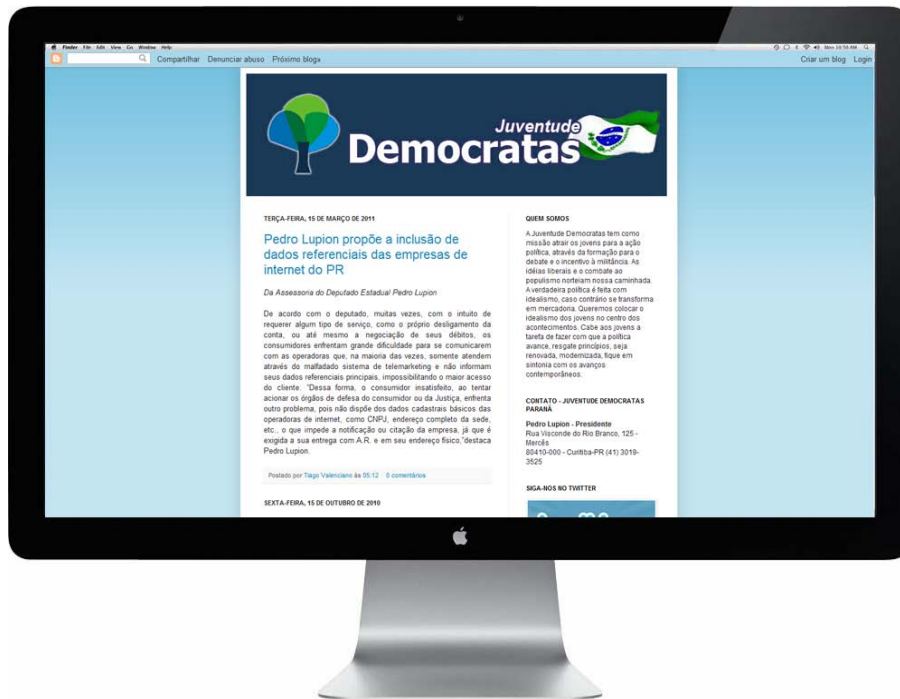 Finder File Edit View Go Window Help
Mon 10:56 AM
Compartilhar Denunciar abuso Próximo blog»
Criar um blog Login
Juventude
Democratas
TERÇA-FEIRA, 15 DE MARÇO DE 2011
Pedro Lupion propõe a inclusão de
dados referenciais das empresas de
internet do PR
Da Assessoria do Deputado Estadual Pedro Lupion
De acordo com o deputado, muitas vezes, com o intuito de
requerer algum tipo de serviço, como o próprio desligamento da
conta, ou até mesmo a negociação de seus débitos, os
consumidores enfrentam grande dificuldade para se comunicarem
com as operadoras que, na maioria das vezes, somente atendem
através do malfadado sistema de telemarketing e não informam
seus dados referenciais principais, impossibilitando o maior acesso
do cliente. "Dessa forma, o consumidor insatisfeito, ao tentar
acionar os órgãos de defesa do consumidor ou da Justiça, enfrenta
outro problema, pois não dispõe dos dados cadastrais básicos das
operadoras de internet, como CNPJ, endereço completo da sede,
etc., o que impede a notificação ou citação da empresa, já que é
exigida a sua entrega com A.R. e em seu endereço físico,"destaca
Pedro Lupion.
Postado por Tiago Valenciano às 05:12 0 comentários
SEXTA-FEIRA, 15 DE OUTUBRO DE 2010
QUEM SOMOS
A Juventude Democratas tem como
missão atrair os jovens para a ação
política, através da formação para o
debate e o incentivo à militância. As
idéias liberais e o combate ao
populismo norteiam nossa caminhada.
A verdadeira política é feita com
idealismo, caso contrário se transforma
em mercadoria. Queremos colocar o
idealismo dos jovens no centro dos
acontecimentos. Cabe aos jovens a
tarefa de fazer com que a política
avance, resgate princípios, seja
renovada, modernizada, fique em
sintonia com os avanços
contemporâneos.
CONTATO - JUVENTUDE DEMOCRATAS
PARANÁ
Pedro Lupion - Presidente
Rua Visconde do Rio Branco, 125 -
Mercês
80410-000 - Curitiba-PR (41) 3019-
3525
SIGA-NOS NO TWITTER